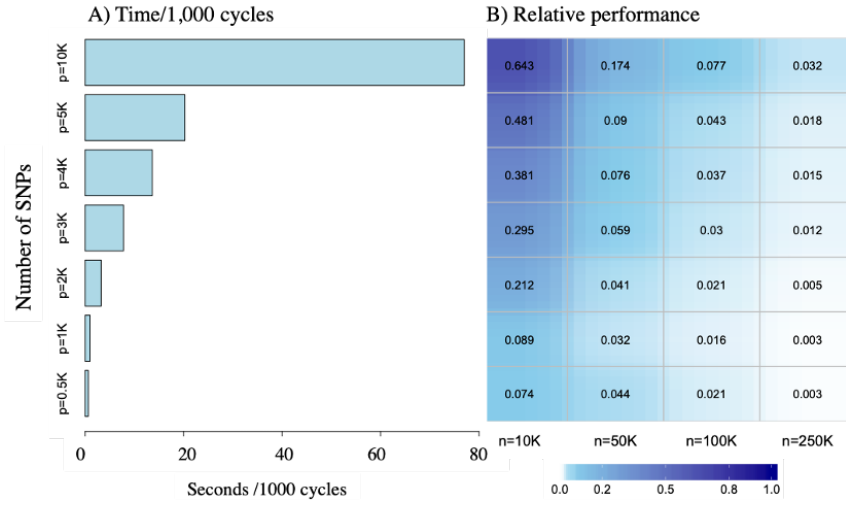 A) Time/1,000 cycles
Number of SNPs
p=10K
p=5K
p=4K
p=3K
p=2K
p=1K
p=0.5K
0 20 40 60 80
Seconds /1000 cycles
B) Relative performance
0.643 0.174 0.077 0.032
0.481 0.09 0.043 0.018
0.381 0.076 0.037 0.015
0.295 0.059 0.03 0.012
0.212 0.041 0.021 0.005
0.089 0.032 0.016 0.003
0.074 0.044 0.021 0.003
n=10K n=50K n=100K n=250K
0.0 0.2 0.5 0.8 1.0